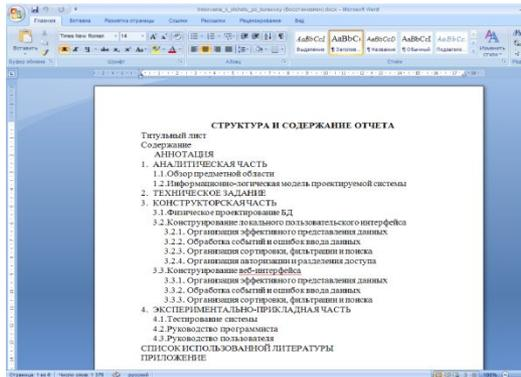 trebovania_k_otchetu_po_kursovoy (Восстановлен).docx - Microsoft Word
Главная Вставка Разметка страницы Ссылки Рассылки Рецензирование Вид
Вставить
Times New Roman 14
AaBbCcI AaBbCc AaBbCcI AaBbCc
Выделение ¶ Заголов... ¶ Название ¶ Обычный Подзаго...
Изменить стили
Буфер обмена Шрифт Абзац Стили
СТРУКТУРА И СОДЕРЖАНИЕ ОТЧЕТА
Титульный лист
Содержание
АННОТАЦИЯ
1. АНАЛИТИЧЕСКАЯ ЧАСТЬ
1.1.Обзор предметной области
1.2.Информационно-логическая модель проектируемой системы
2. ТЕХНИЧЕСКОЕ ЗАДАНИЕ
3. КОНСТРУКТОРСКАЯ ЧАСТЬ
3.1.Физическое проектирование БД
3.2.Конструирование локального пользовательского интерфейса
3.2.1. Организация эффективного представления данных
3.2.2. Обработка событий и ошибок ввода данных
3.2.3. Организация сортировки, фильтрации и поиска
3.2.4. Организация авторизации и разделения доступа
3.3.Конструирование веб-интерфейса
3.3.1. Организация эффективного представления данных
3.3.2. Обработка событий и ошибок ввода данных
3.3.3. Организация сортировки, фильтрации и поиска
4. ЭКСПЕРИМЕНТАЛЬНО-ПРИКЛАДНАЯ ЧАСТЬ
4.1.Тестирование системы
4.2.Руководство программиста
4.3.Руководство пользователя
СПИСОК ИСПОЛЬЗОВАННОЙ ЛИТЕРАТУРЫ
ПРИЛОЖЕНИЕ